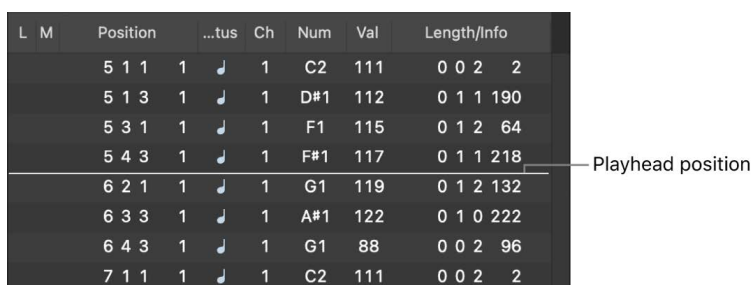 L M Position ...tus Ch Num Val Length/Info
5 1 1 1 1 C2 111 0 0 2 2
5 1 3 1 1 D#1 112 0 1 1 190
5 3 1 1 1 F1 115 0 1 2 64
5 4 3 1 1 F#1 117 0 1 1 218
Playhead position
6 2 1 1 1 G1 119 0 1 2 132
6 3 3 1 1 A#1 122 0 1 0 222
6 4 3 1 1 G1 88 0 0 2 96
7 1 1 1 1 C2 111 0 0 2 2